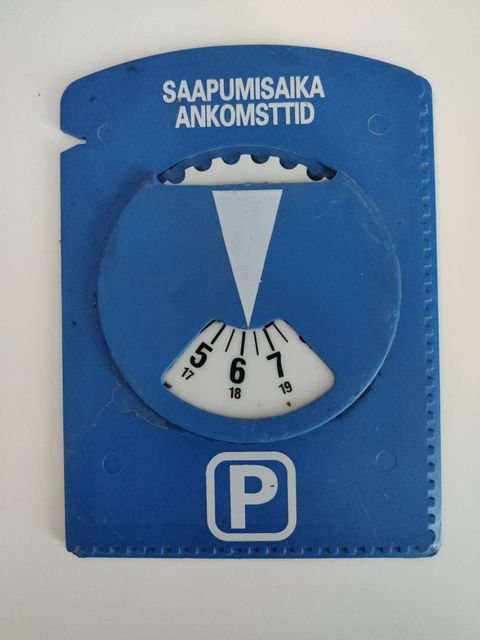 SAAPUMISAIKA
ANKOMSTTID
5 6 7
17 18 19
P